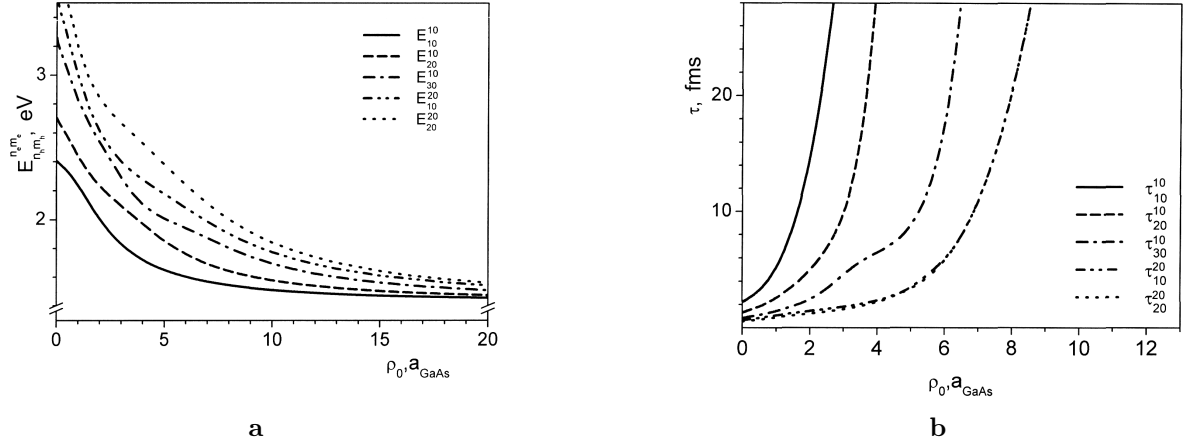 E^{n_e m_e}_{n_h m_h}, eV
3
2
0 5 10 15 20
ρ₀,a_GaAs
E^{10}_{10}
E^{10}_{20}
E^{10}_{30}
E^{20}_{10}
E^{20}_{20}
a
τ, fms
20
10
0 2 4 6 8 10 12
ρ₀,a_GaAs
τ^{10}_{10}
τ^{10}_{20}
τ^{10}_{30}
τ^{20}_{10}
τ^{20}_{20}
b